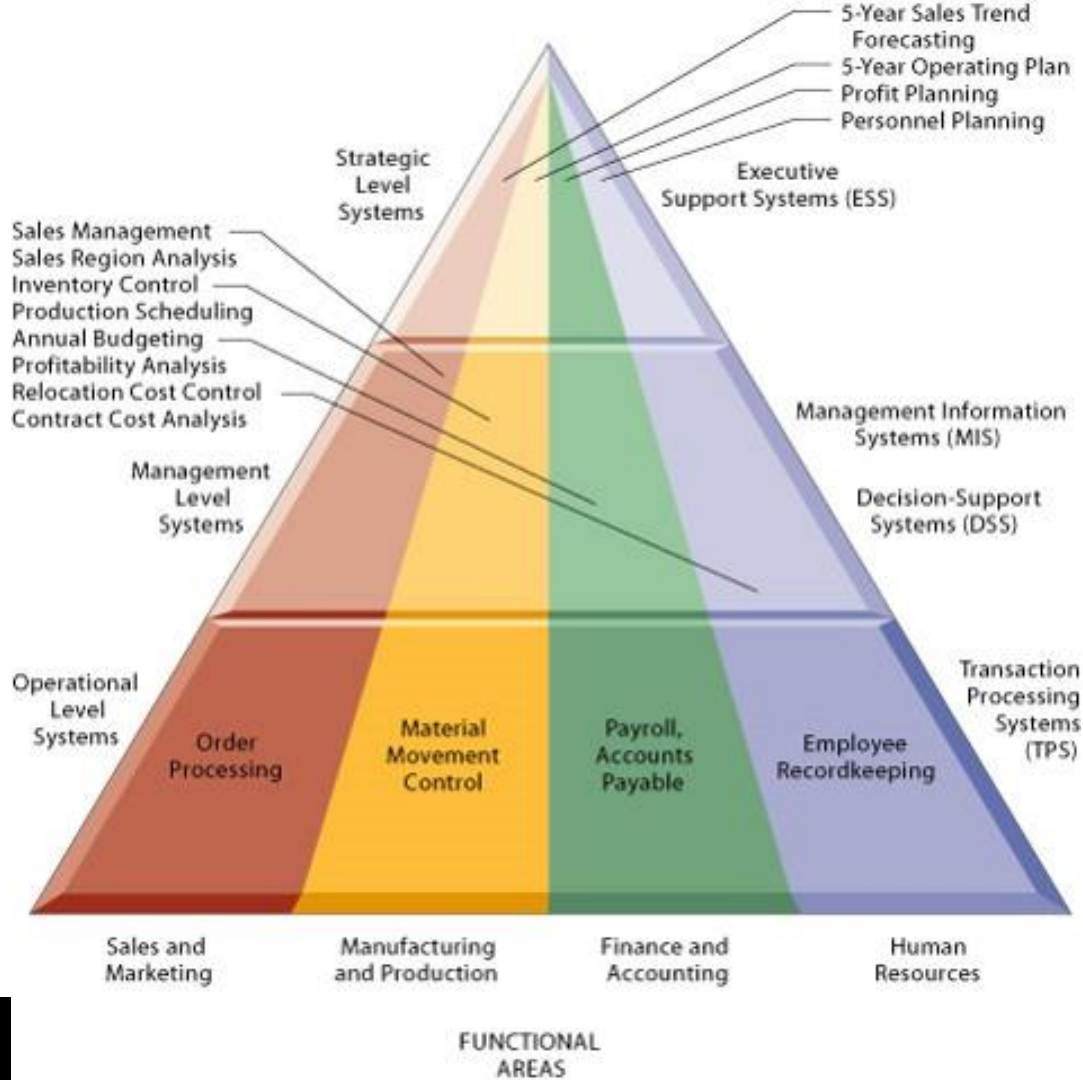 5-Year Sales Trend
Forecasting
5-Year Operating Plan
Profit Planning
Personnel Planning
Strategic
Level
Systems
Executive
Support Systems (ESS)
Sales Management
Sales Region Analysis
Inventory Control
Production Scheduling
Annual Budgeting
Profitability Analysis
Relocation Cost Control
Contract Cost Analysis
Management
Level
Systems
Management Information
Systems (MIS)
Decision-Support
Systems (DSS)
Operational
Level
Systems
Order
Processing
Material
Movement
Control
Payroll,
Accounts
Payable
Employee
Recordkeeping
Transaction
Processing
Systems
(TPS)
Sales and
Marketing
Manufacturing
and Production
Finance and
Accounting
Human
Resources
FUNCTIONAL
AREAS